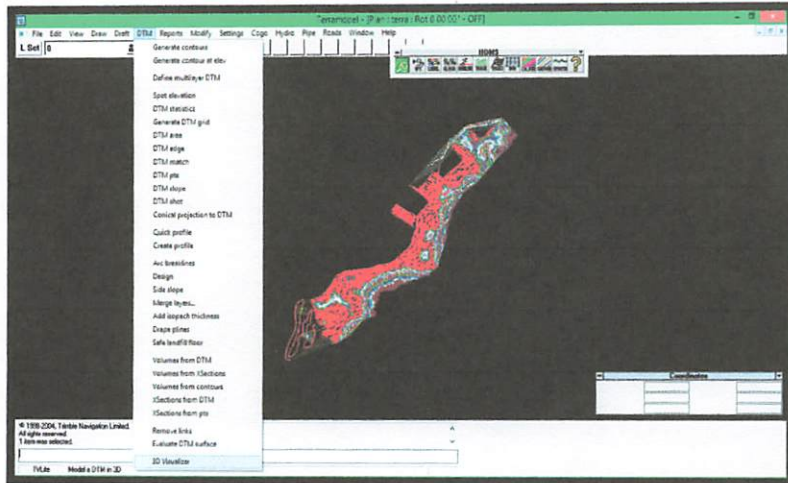 Terramodel - [Plan : terra : Rot 0 00'00" - OFF]
File Edit View Draw Draft DTM Reports Modify Settings Cogo Hydro Pipe Roads Window Help
L Set 0
Generate contours
Generate contour at elev
Define multilayer DTM
Spot elevation
DTM statistics
Generate DTM grid
DTM area
DTM edge
DTM match
DTM pts
DTM slope
DTM shot
Conical projection to DTM
Quick profile
Create profile
Arc breaklines
Design
Side slope
Merge layers...
Add isopach thickness
Drape plines
Safe landfill floor
Volumes from DTM
Volumes from XSections
Volumes from contours
XSections from DTM
XSections from pts
Remove links
Evaluate DTM surface
3D Visualizer
Coordinates
© 1998-2004, Trimble Navigation Limited.
All rights reserved.
1 item was selected.
TVLite Model a DTM in 3D